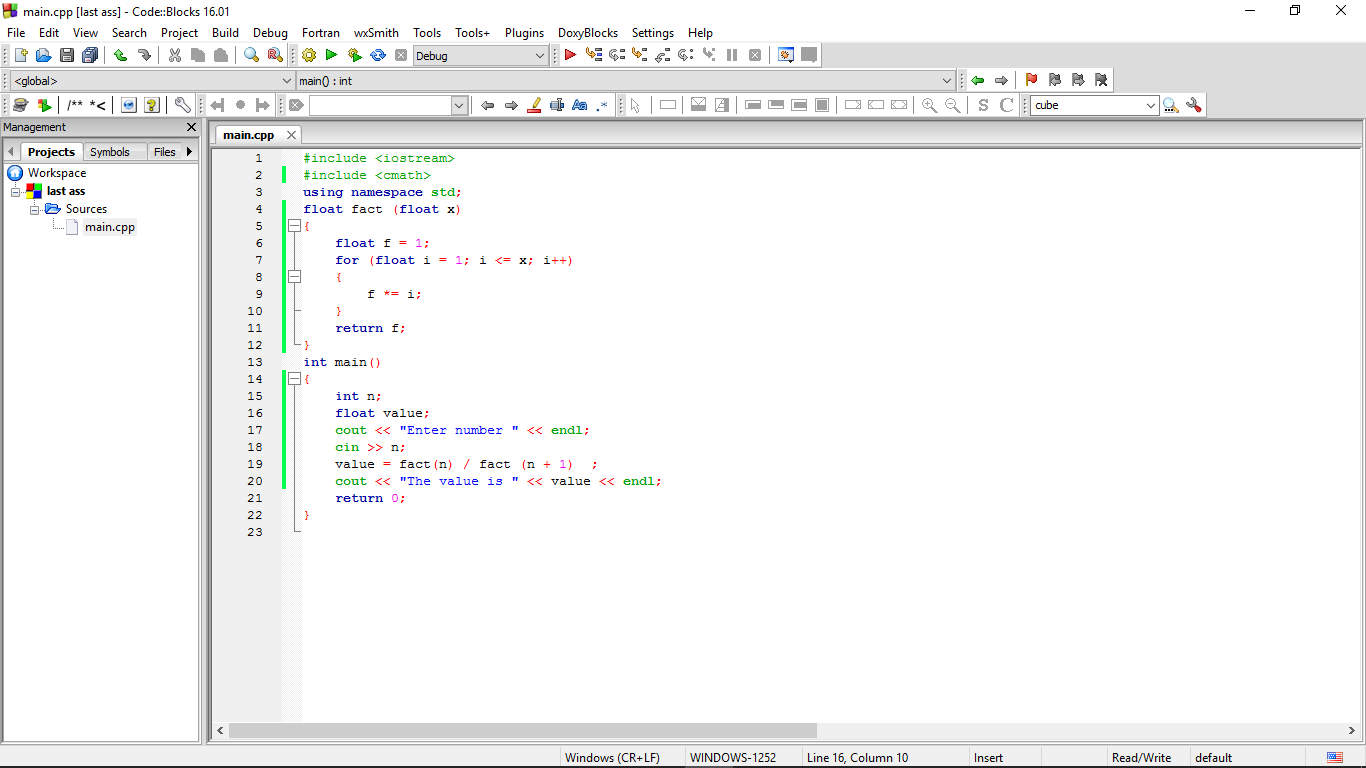 main.cpp [last ass] - Code::Blocks 16.01
File Edit View Search Project Build Debug Fortran wxSmith Tools Tools+ Plugins DoxyBlocks Settings Help
Debug
<global> main() : int
/** *< Aa .* S C cube
Management
Projects Symbols Files
main.cpp
Workspace
last ass
Sources
main.cpp
1 #include <iostream>
2 #include <cmath>
3 using namespace std;
4 float fact (float x)
5 {
6 float f = 1;
7 for (float i = 1; i <= x; i++)
8 {
9 f *= i;
10 }
11 return f;
12 }
13 int main()
14 {
15 int n;
16 float value;
17 cout << "Enter number " << endl;
18 cin >> n;
19 value = fact(n) / fact (n + 1)  ;
20 cout << "The value is " << value << endl;
21 return 0;
22 }
23
Windows (CR+LF) WINDOWS-1252 Line 16, Column 10 Insert Read/Write default